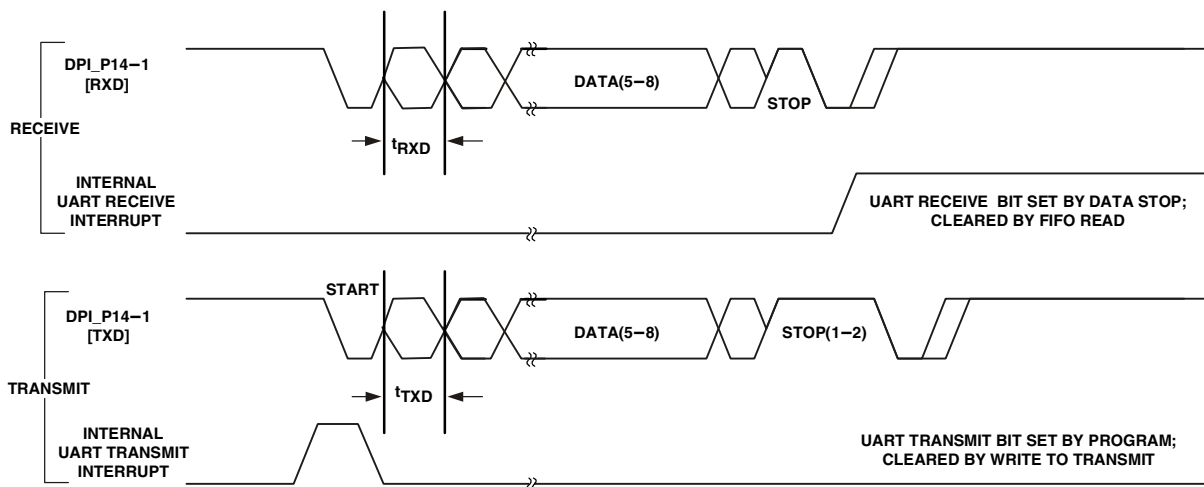 DPI_P14–1
[RXD]
DATA(5–8)
STOP
RECEIVE
tRXD
INTERNAL
UART RECEIVE
INTERRUPT
UART RECEIVE BIT SET BY DATA STOP;
CLEARED BY FIFO READ
START
DPI_P14–1
[TXD]
DATA(5–8)
STOP(1–2)
TRANSMIT
tTXD
INTERNAL
UART TRANSMIT
INTERRUPT
UART TRANSMIT BIT SET BY PROGRAM;
CLEARED BY WRITE TO TRANSMIT